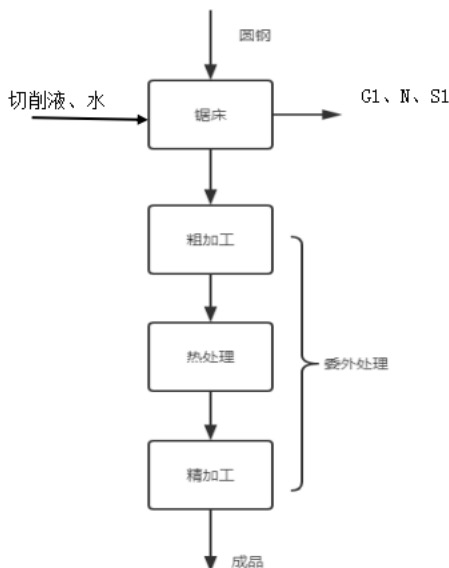 圆钢
切削液、水
锯床
G1、N、S1
粗加工
热处理
委外处理
精加工
成品